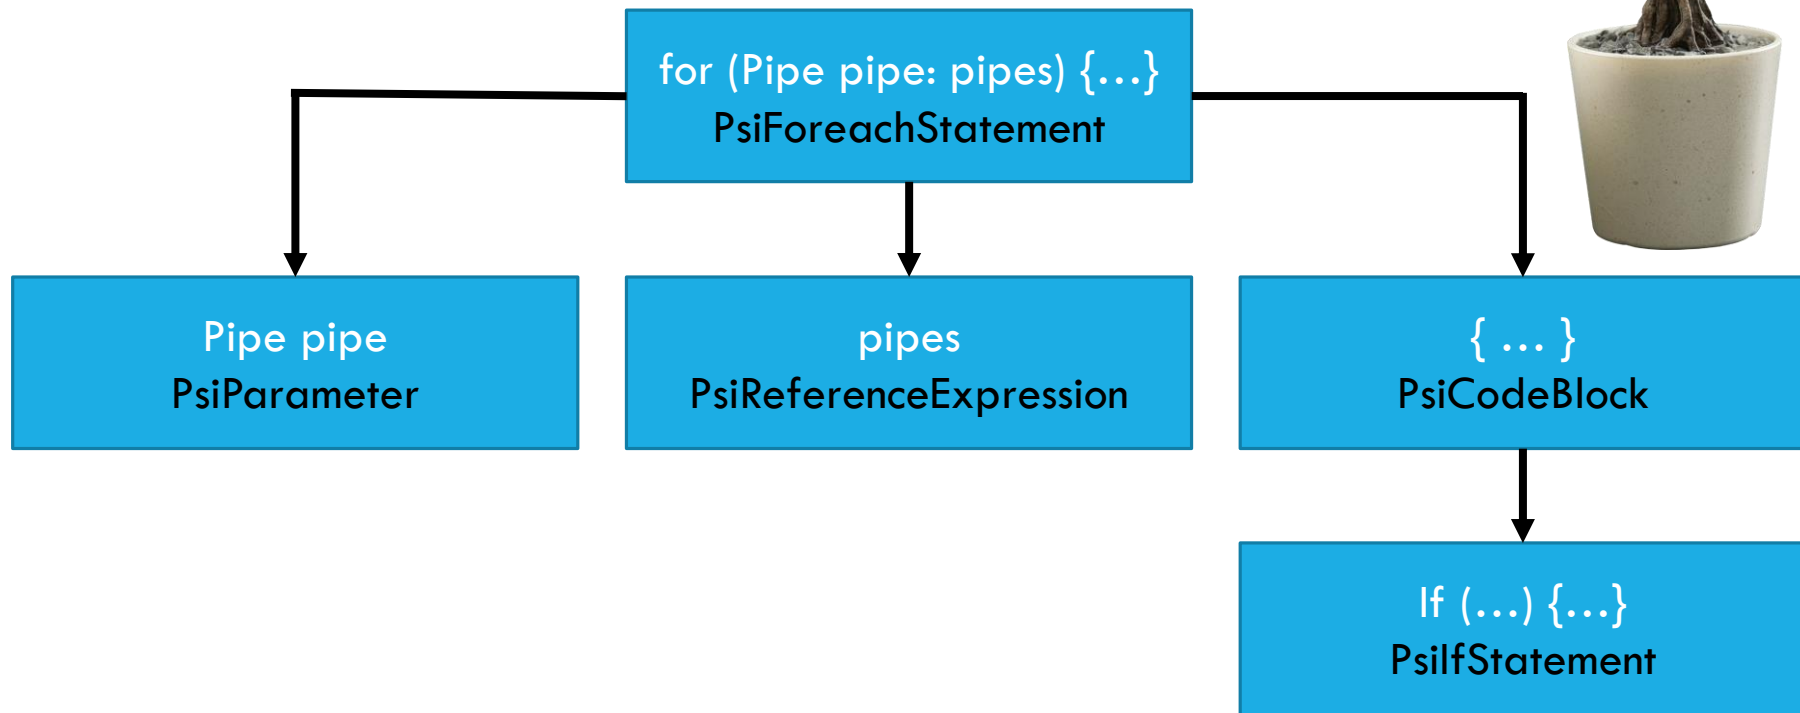 for (Pipe pipe: pipes) {...}
PsiForeachStatement
Pipe pipe
PsiParameter
pipes
PsiReferenceExpression
{ ... }
PsiCodeBlock
If (...) {...}
PsiIfStatement